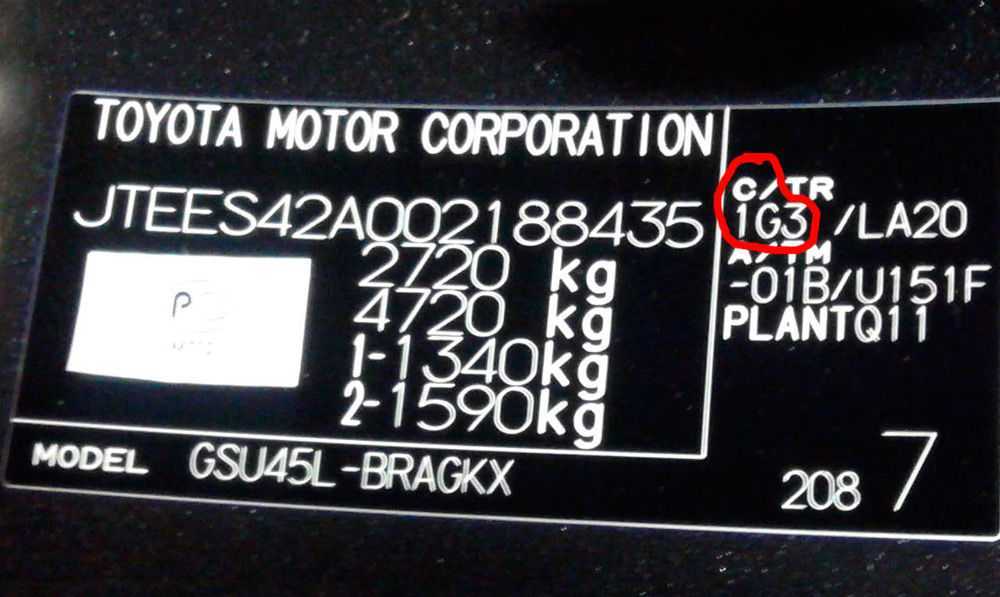 TOYOTA MOTOR CORPORATION
JTEES42A002188435
2720 kg
4720 kg
1-1340kg
2-1590kg
C/TR
1G3 /LA20
A/TM
-01B/U151F
PLANTQ11
MODEL GSU45L-BRAGKX
208 7